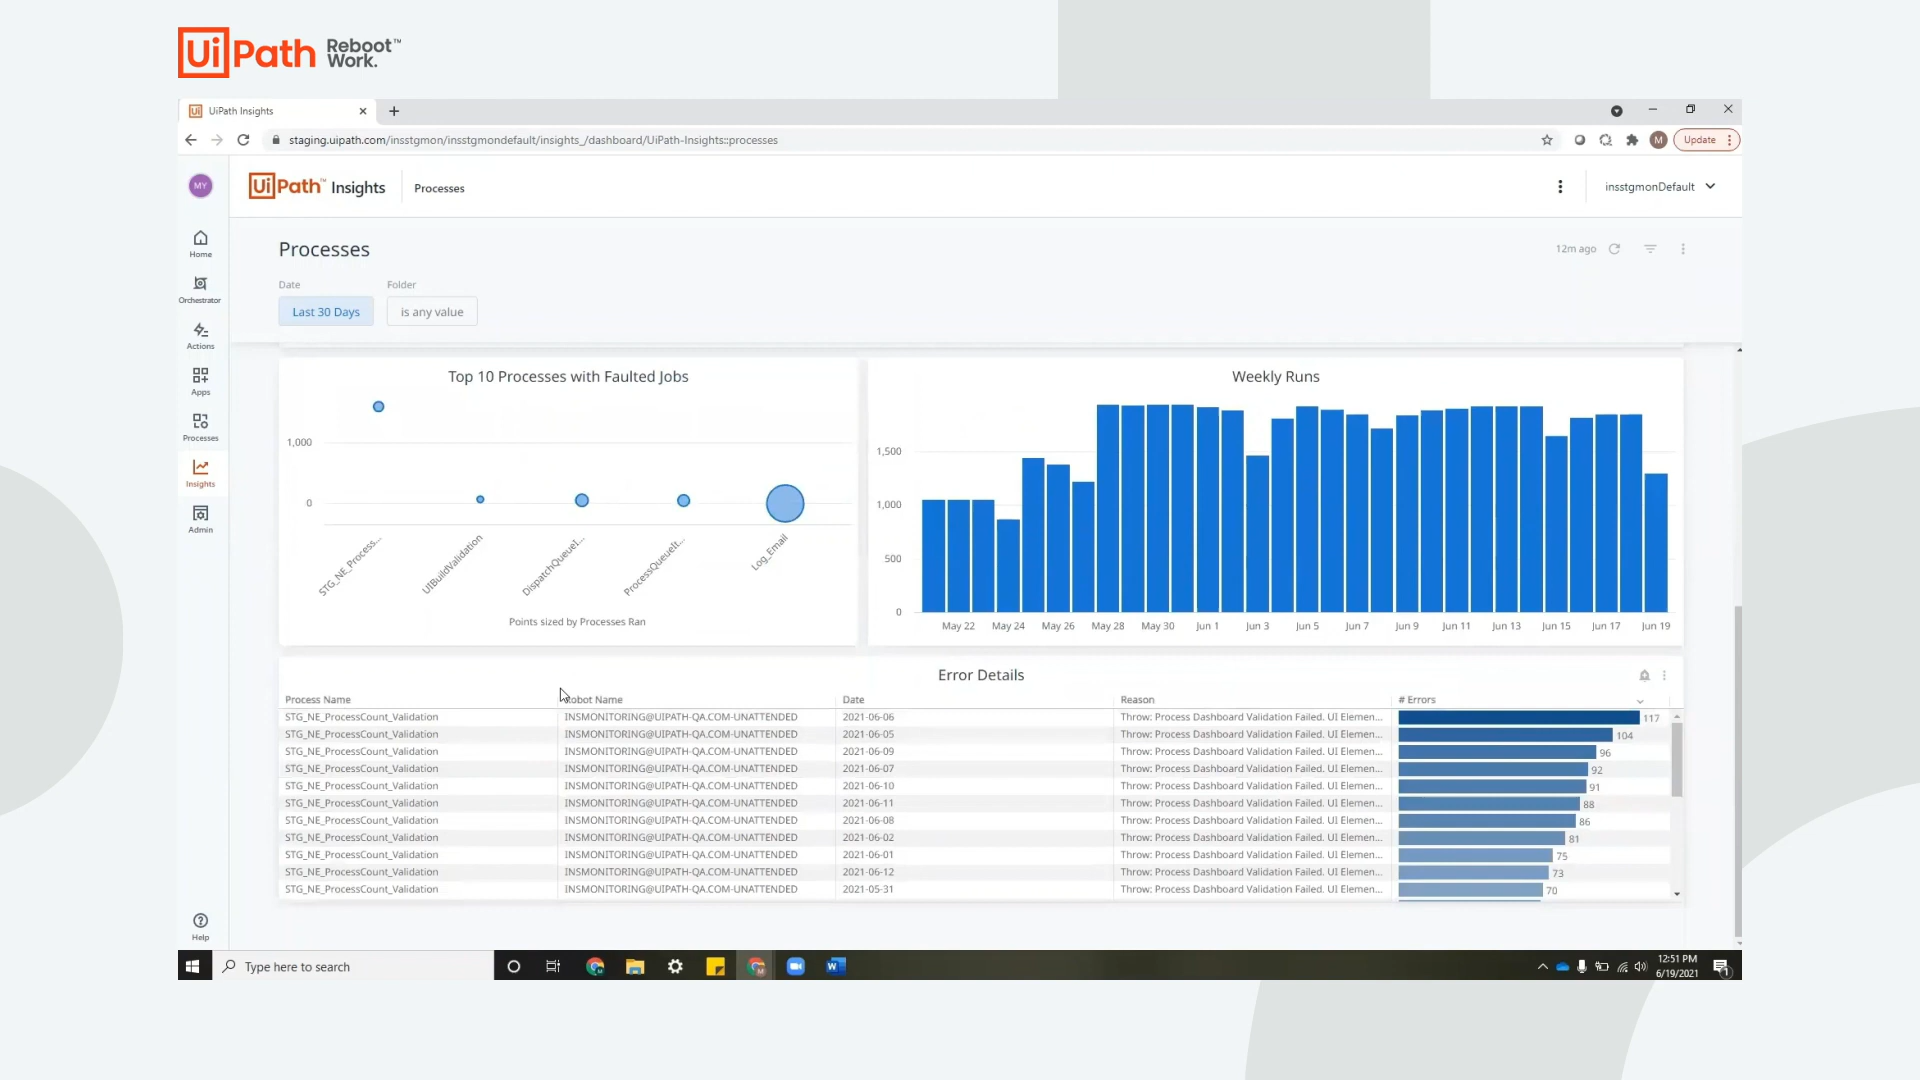 UiPath Reboot Work.™
UiPath Insights
staging.uipath.com/insstgmon/insstgmondefault/insights_/dashboard/UiPath-Insights::processes
M
Update
MY
UiPath™ Insights
Processes
insstgmonDefault
Home
Orchestrator
Actions
Apps
Processes
Insights
Admin
Help
Processes
12m ago
Date
Folder
Last 30 Days
is any value
Top 10 Processes with Faulted Jobs
1,000
0
STG_NE_Process...
UIBuildValidation
DispatchQueueI...
ProcessQueueIt...
Log_Email
Points sized by Processes Ran
Weekly Runs
1,500
1,000
500
0
May 22 May 24 May 26 May 28 May 30 Jun 1 Jun 3 Jun 5 Jun 7 Jun 9 Jun 11 Jun 13 Jun 15 Jun 17 Jun 19
Error Details
Process Name Robot Name Date Reason # Errors
STG_NE_ProcessCount_Validation INSMONITORING@UIPATH-QA.COM-UNATTENDED 2021-06-06 Throw: Process Dashboard Validation Failed. UI Elemen... 117
STG_NE_ProcessCount_Validation INSMONITORING@UIPATH-QA.COM-UNATTENDED 2021-06-05 Throw: Process Dashboard Validation Failed. UI Elemen... 104
STG_NE_ProcessCount_Validation INSMONITORING@UIPATH-QA.COM-UNATTENDED 2021-06-09 Throw: Process Dashboard Validation Failed. UI Elemen... 96
STG_NE_ProcessCount_Validation INSMONITORING@UIPATH-QA.COM-UNATTENDED 2021-06-07 Throw: Process Dashboard Validation Failed. UI Elemen... 92
STG_NE_ProcessCount_Validation INSMONITORING@UIPATH-QA.COM-UNATTENDED 2021-06-10 Throw: Process Dashboard Validation Failed. UI Elemen... 91
STG_NE_ProcessCount_Validation INSMONITORING@UIPATH-QA.COM-UNATTENDED 2021-06-11 Throw: Process Dashboard Validation Failed. UI Elemen... 88
STG_NE_ProcessCount_Validation INSMONITORING@UIPATH-QA.COM-UNATTENDED 2021-06-08 Throw: Process Dashboard Validation Failed. UI Elemen... 86
STG_NE_ProcessCount_Validation INSMONITORING@UIPATH-QA.COM-UNATTENDED 2021-06-02 Throw: Process Dashboard Validation Failed. UI Elemen... 81
STG_NE_ProcessCount_Validation INSMONITORING@UIPATH-QA.COM-UNATTENDED 2021-06-01 Throw: Process Dashboard Validation Failed. UI Elemen... 75
STG_NE_ProcessCount_Validation INSMONITORING@UIPATH-QA.COM-UNATTENDED 2021-06-12 Throw: Process Dashboard Validation Failed. UI Elemen... 73
STG_NE_ProcessCount_Validation INSMONITORING@UIPATH-QA.COM-UNATTENDED 2021-05-31 Throw: Process Dashboard Validation Failed. UI Elemen... 70
Type here to search
12:51 PM
6/19/2021
1